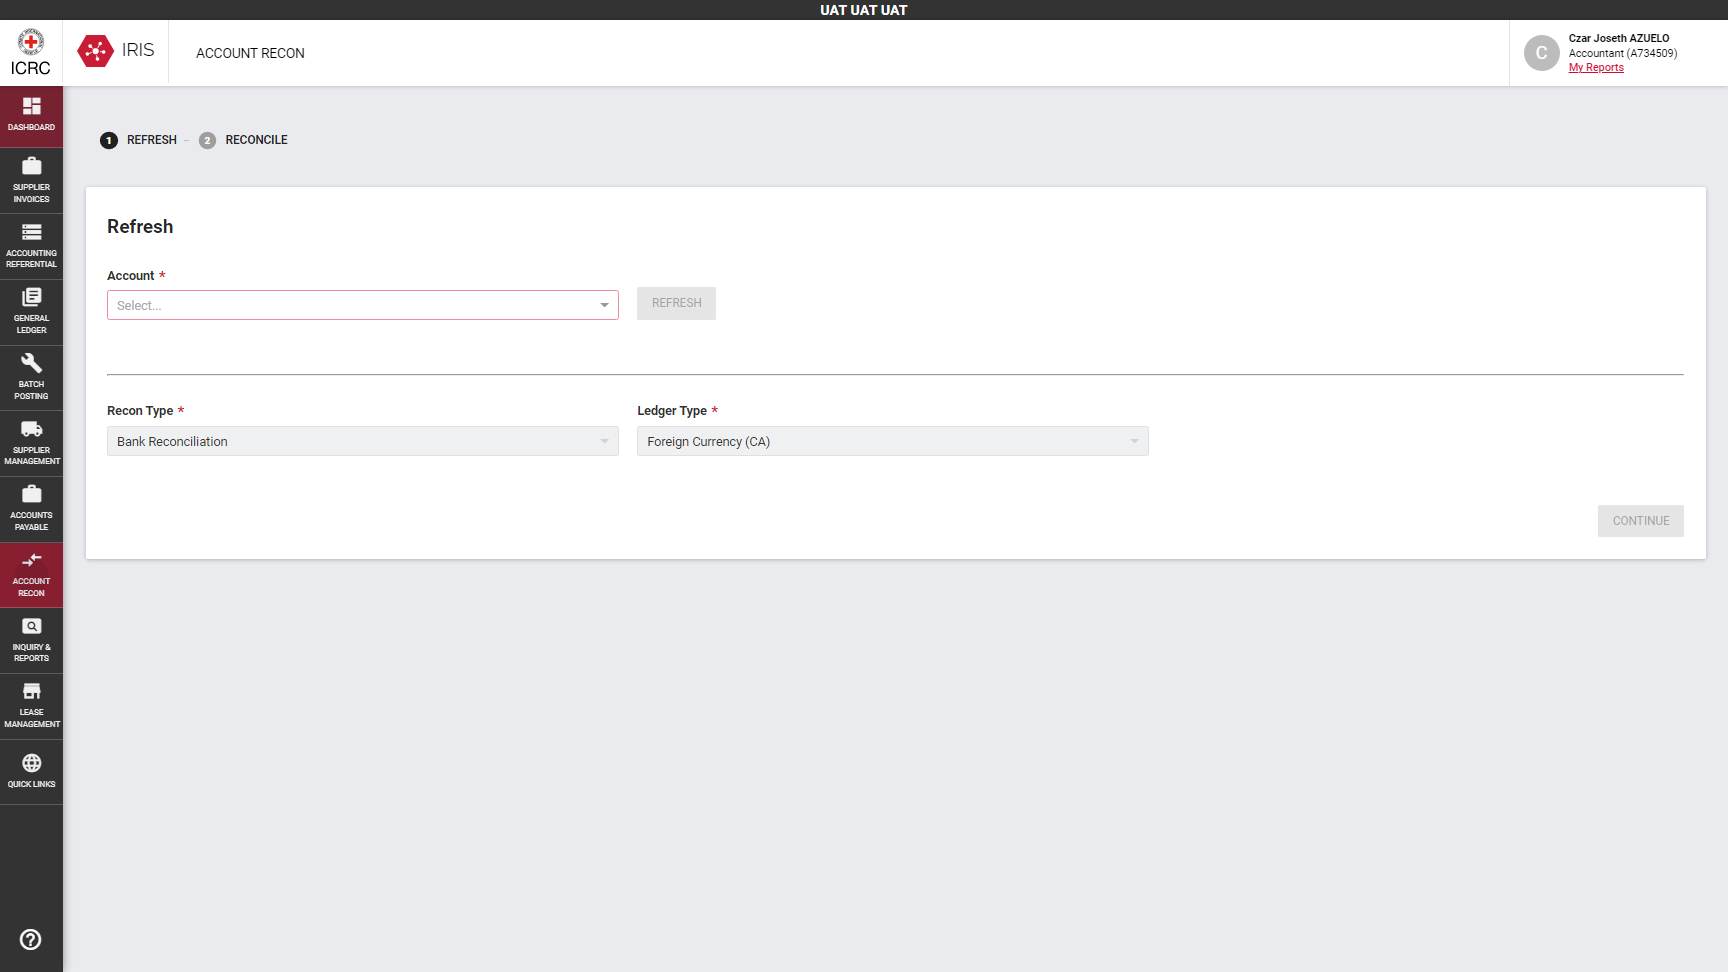 UAT UAT UAT
ICRC
IRIS
ACCOUNT RECON
C
Czar Joseth AZUELO
Accountant (A734509)
My Reports
DASHBOARD
SUPPLIER
INVOICES
ACCOUNTING
REFERENTIAL
GENERAL
LEDGER
BATCH
POSTING
SUPPLIER
MANAGEMENT
ACCOUNTS
PAYABLE
ACCOUNT
RECON
INQUIRY &
REPORTS
LEASE
MANAGEMENT
QUICK LINKS
1 REFRESH – 2 RECONCILE
Refresh
Account *
Select...
REFRESH
Recon Type * Ledger Type *
Bank Reconciliation Foreign Currency (CA)
CONTINUE